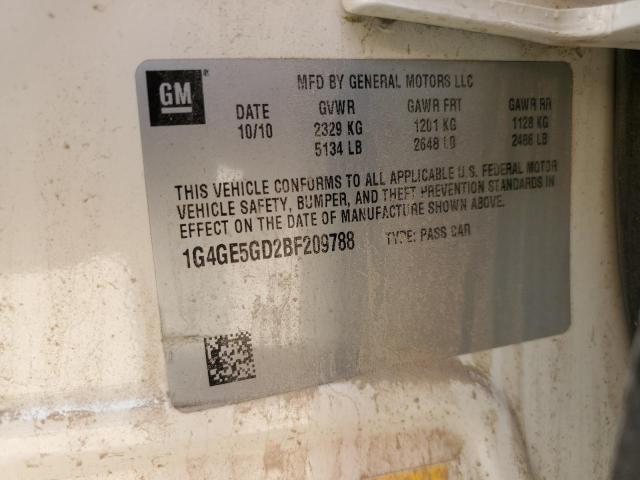 GM
MFD BY GENERAL MOTORS LLC
DATE GVWR GAWR FRT GAWR RR
10/10 2329 KG 1201 KG 1128 KG
5134 LB 2648 LB 2486 LB
THIS VEHICLE CONFORMS TO ALL APPLICABLE U.S. FEDERAL MOTOR
VEHICLE SAFETY, BUMPER, AND THEFT PREVENTION STANDARDS IN
EFFECT ON THE DATE OF MANUFACTURE SHOWN ABOVE.
1G4GE5GD2BF209788 TYPE: PASS CAR